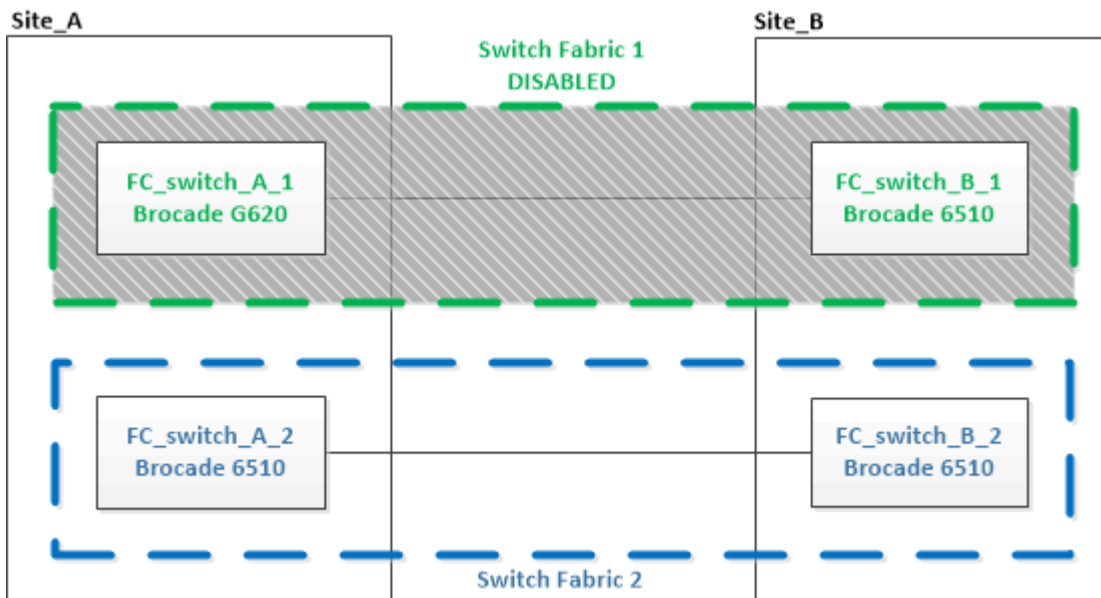 Site_A
Site_B
Switch Fabric 1
DISABLED
FC_switch_A_1
Brocade G620
FC_switch_B_1
Brocade 6510
FC_switch_A_2
Brocade 6510
FC_switch_B_2
Brocade 6510
Switch Fabric 2